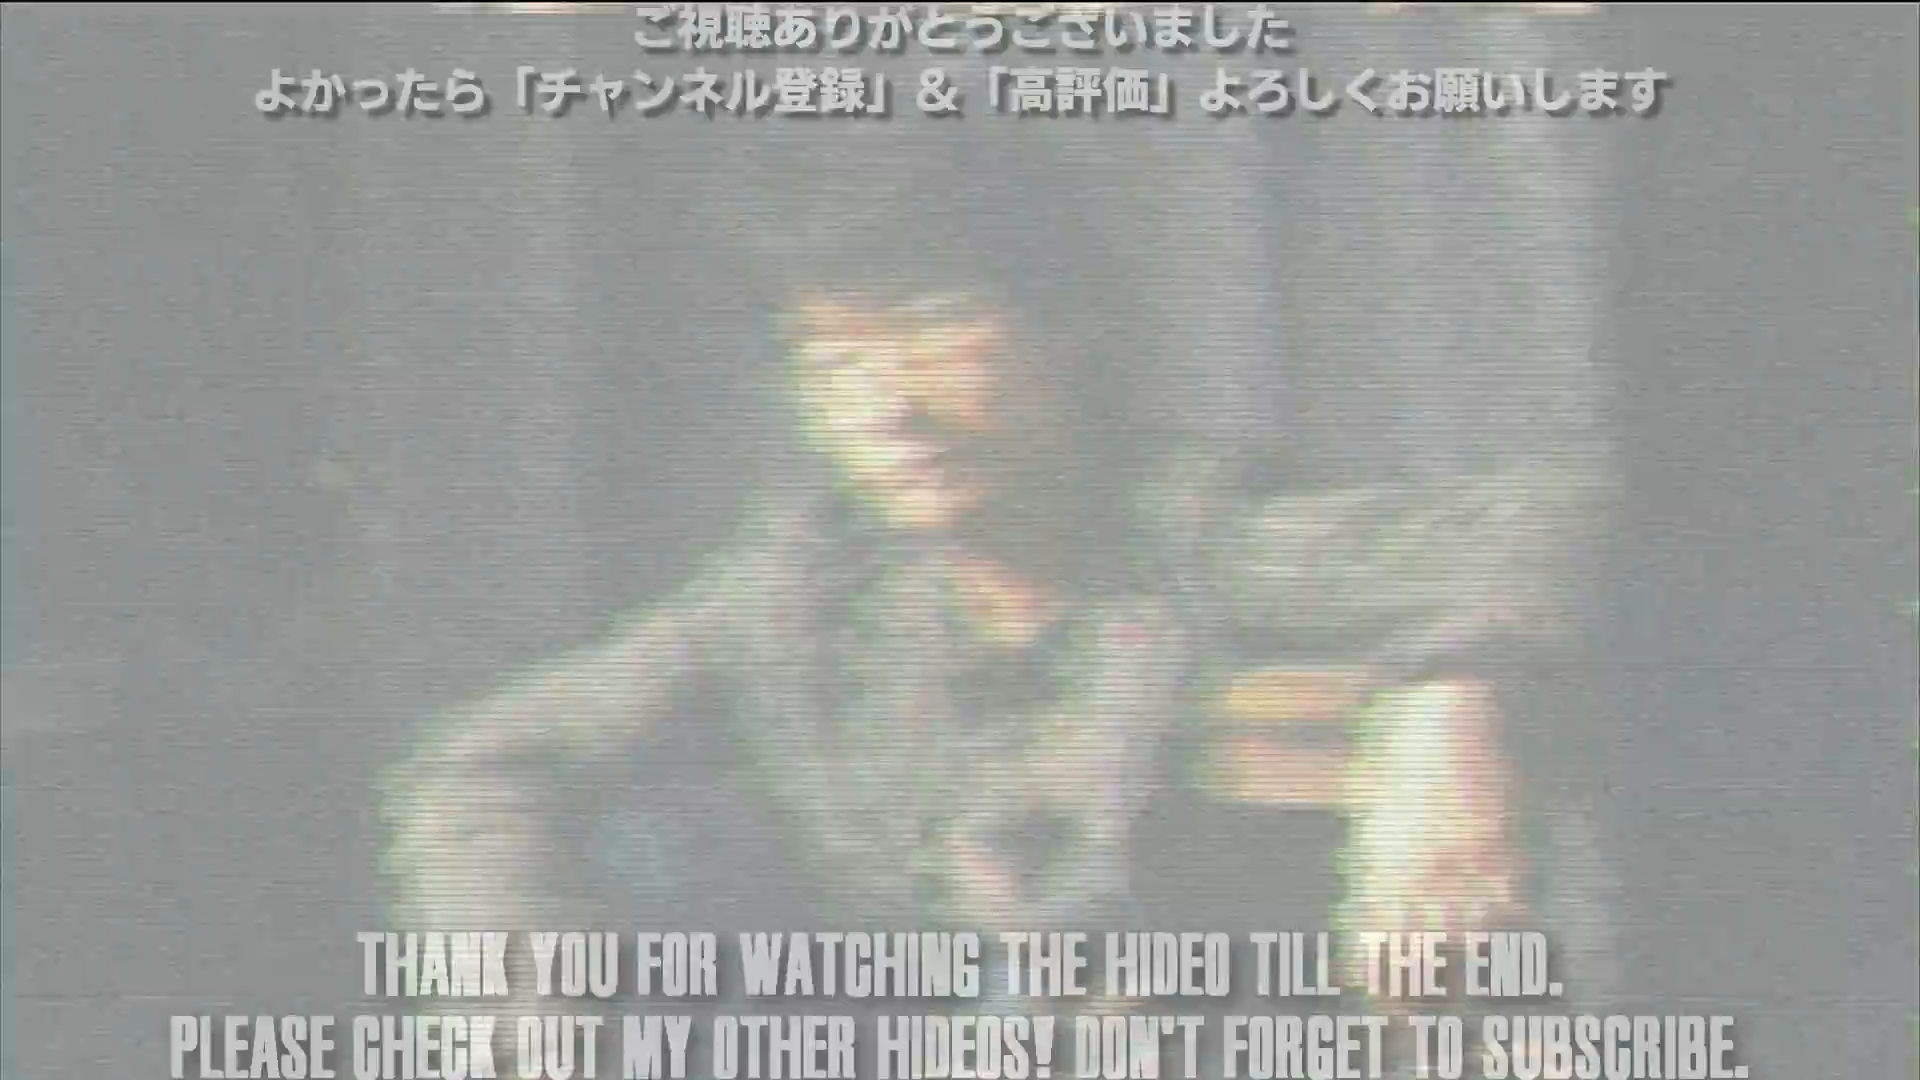 ご視聴ありがとうございました
よかったら「チャンネル登録」&「高評価」よろしくお願いします
THANK YOU FOR WATCHING THE HIDEO TILL THE END.
PLEASE CHECK OUT MY OTHER HIDEOS! DON'T FORGET TO SUBSCRIBE.